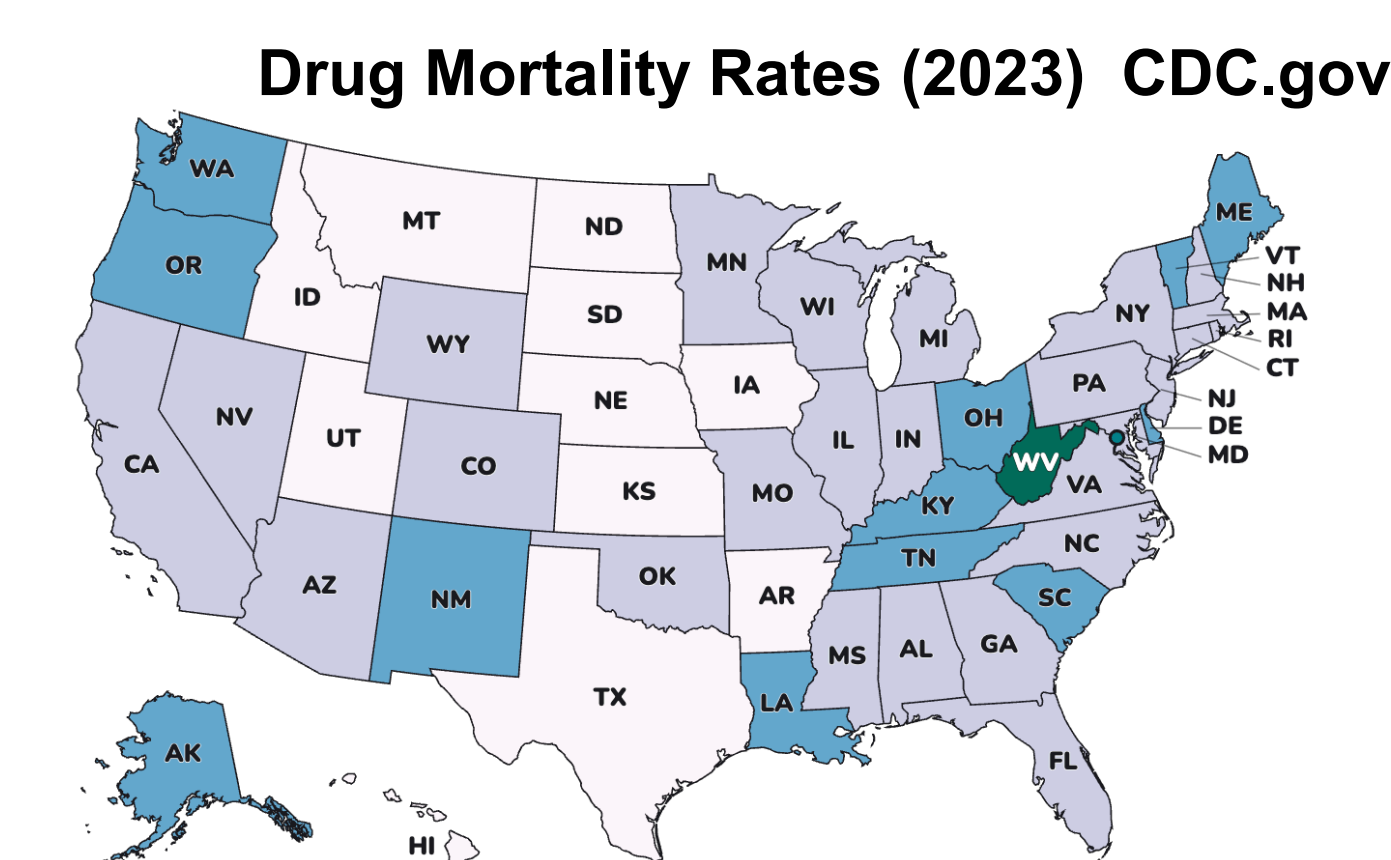 Drug Mortality Rates (2023) CDC.gov
WA
ME
MT
ND
VT
OR
MN
NH
ID
SD
WI
NY
MA
WY
MI
RI
CT
NE
IA
PA
NJ
NV
OH
DE
UT
IL
IN
MD
CA
CO
WV
KS
MO
VA
KY
NC
TN
AZ
OK
NM
AR
SC
MS
AL
GA
TX
LA
AK
FL
HI